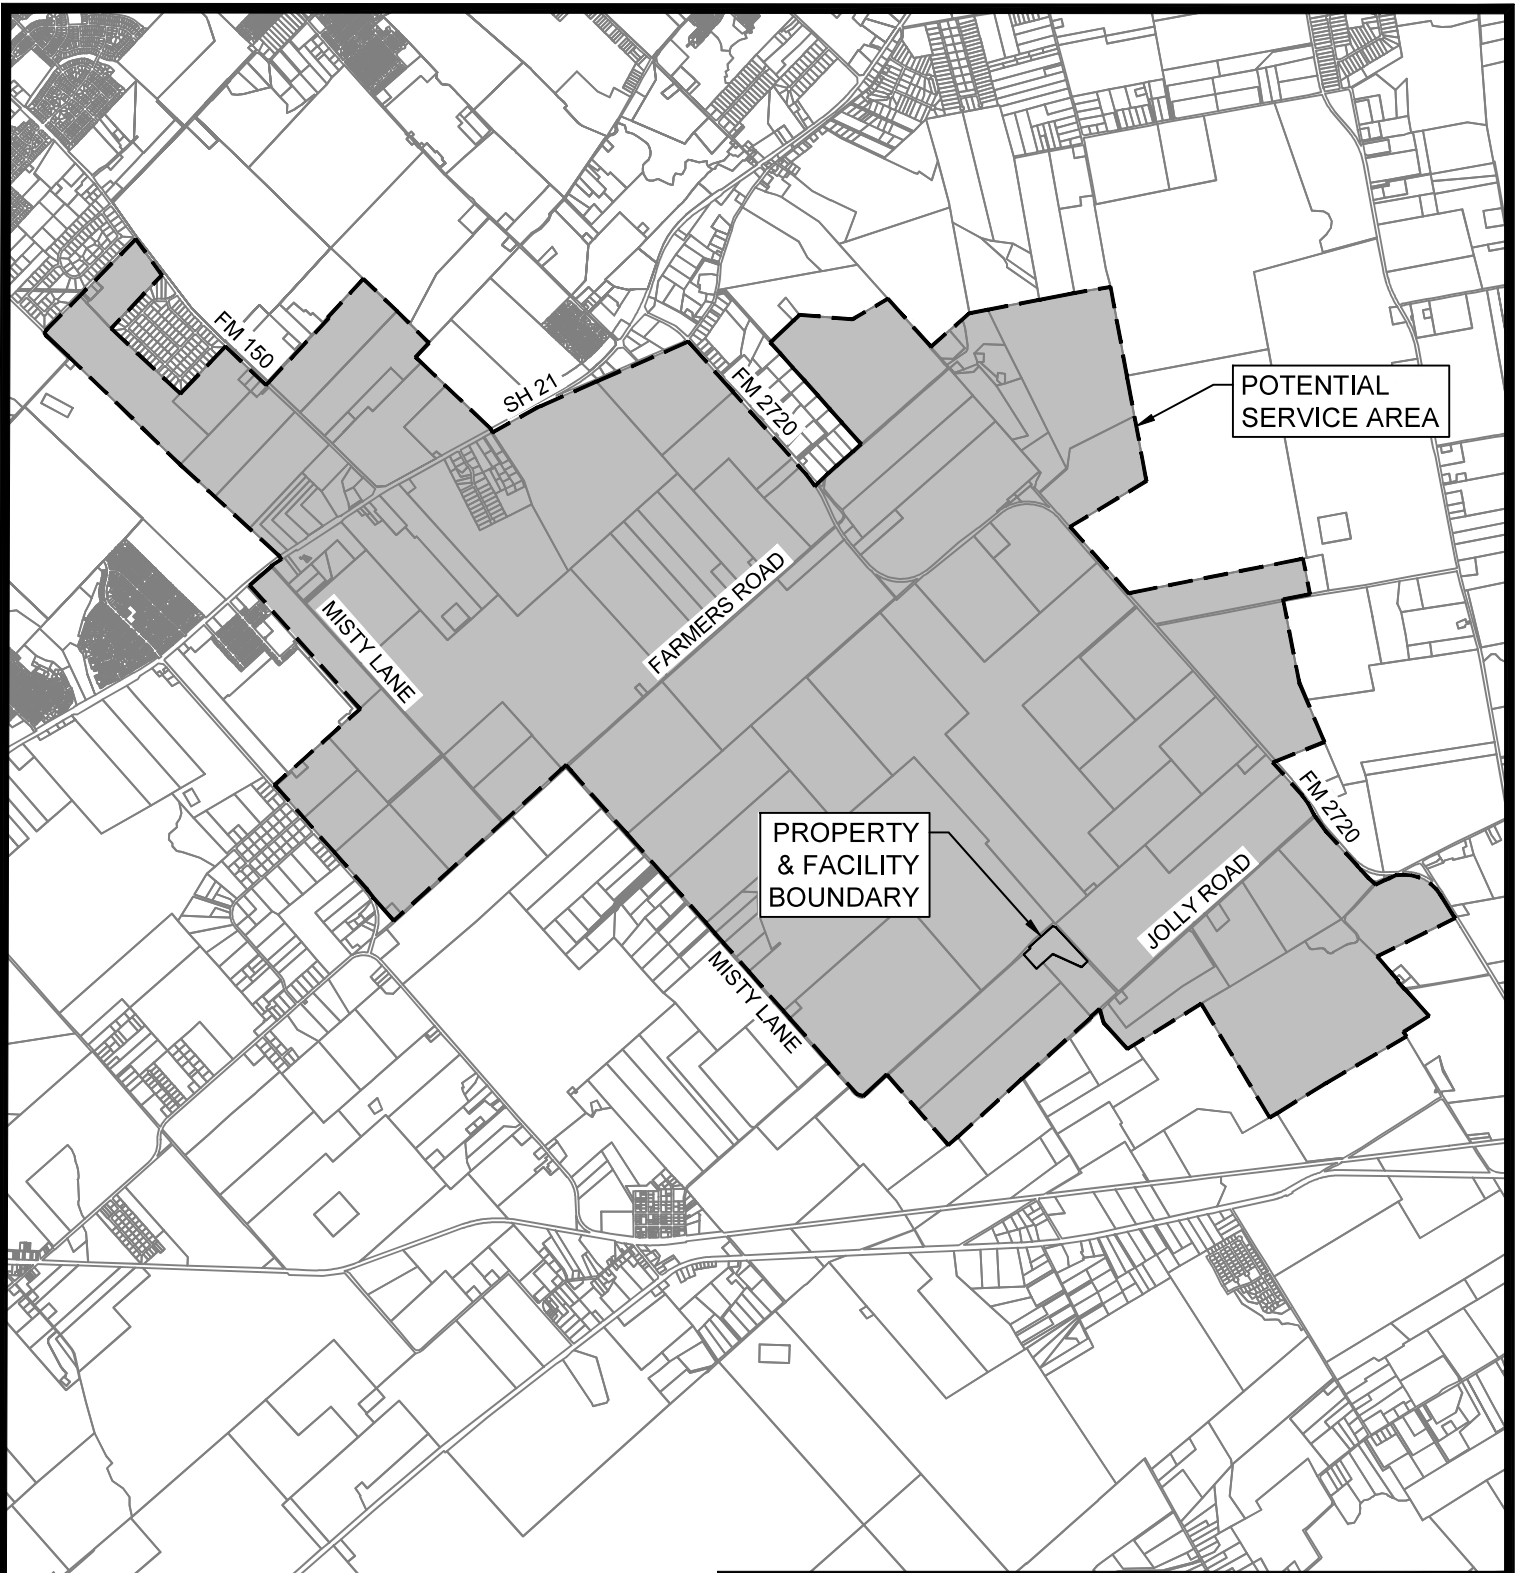 FM 150
SH 21
FM 2720
POTENTIAL
SERVICE AREA
FARMERS ROAD
MISTY LANE
FM 2720
PROPERTY
& FACILITY
BOUNDARY
JOLLY ROAD
MISTY LANE